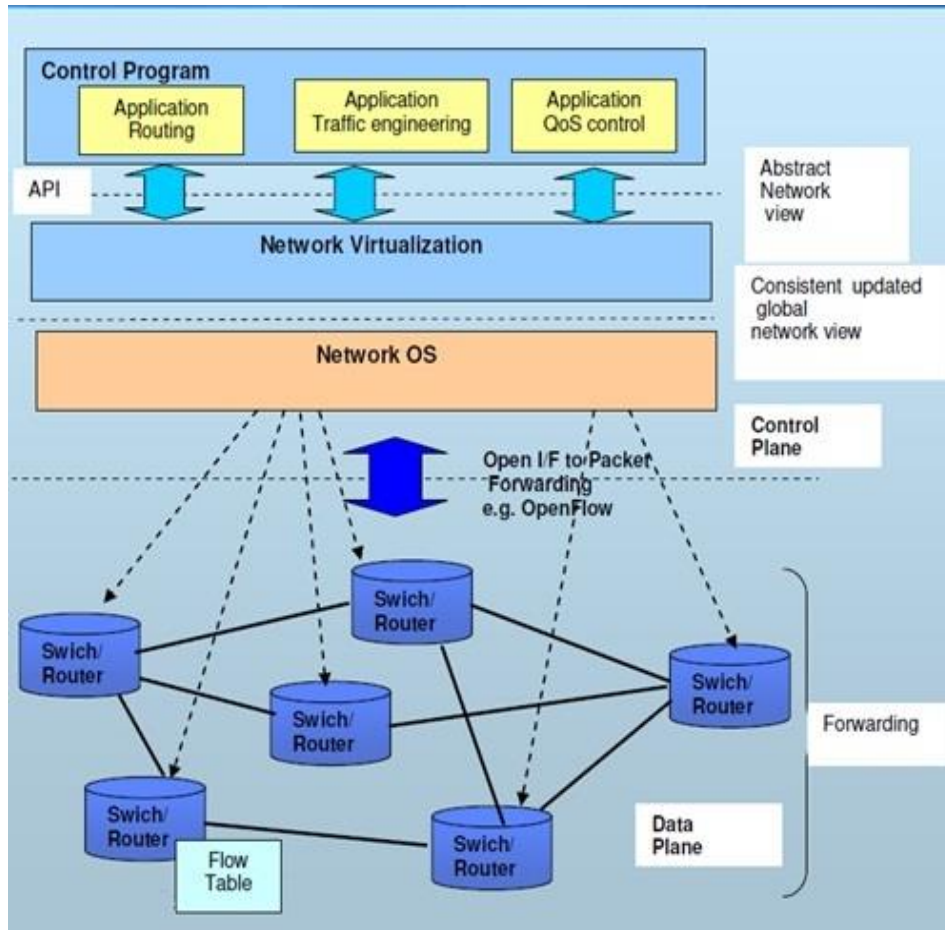 Control Program
Application
Routing
Application
Traffic engineering
Application
QoS control
API
Abstract
Network
view
Network Virtualization
Consistent updated
global
network view
Network OS
Control
Plane
Open I/F to Packet
Forwarding
e.g. OpenFlow
Swich/
Router
Swich/
Router
Swich/
Router
Swich/
Router
Forwarding
Swich/
Router
Swich/
Router
Data
Plane
Flow
Table